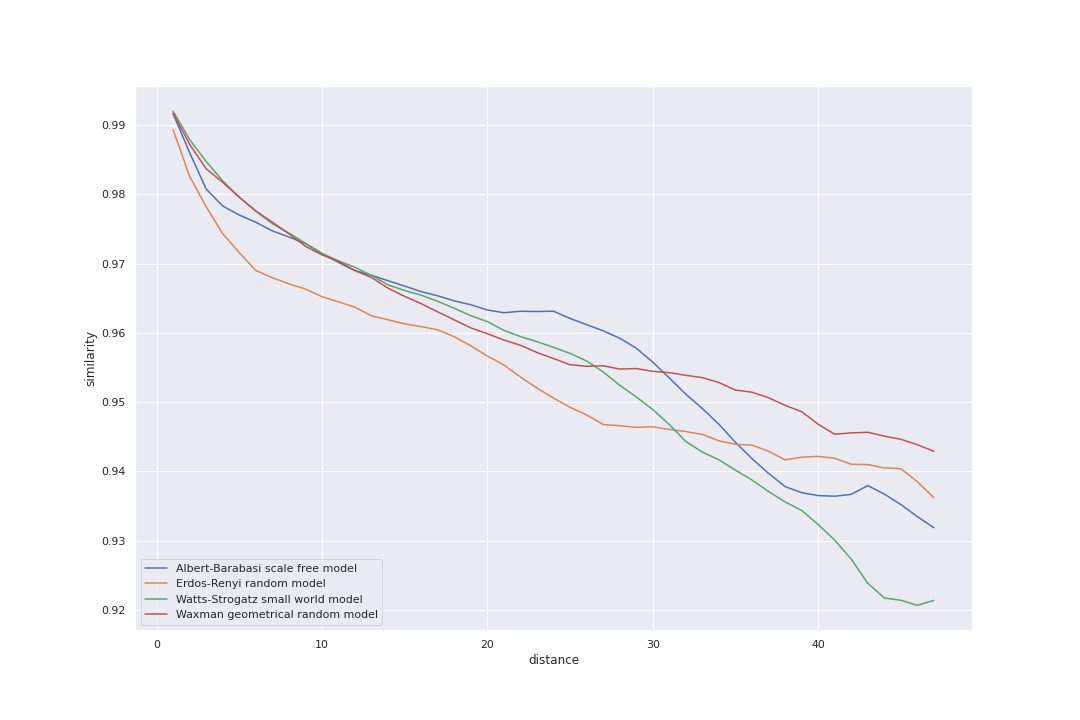 0.99
0.98
0.97
0.96
0.95
0.94
0.93
0.92
similarity
Albert-Barabasi scale free model
Erdos-Renyi random model
Watts-Strogatz small world model
Waxman geometrical random model
0 10 20 30 40
distance